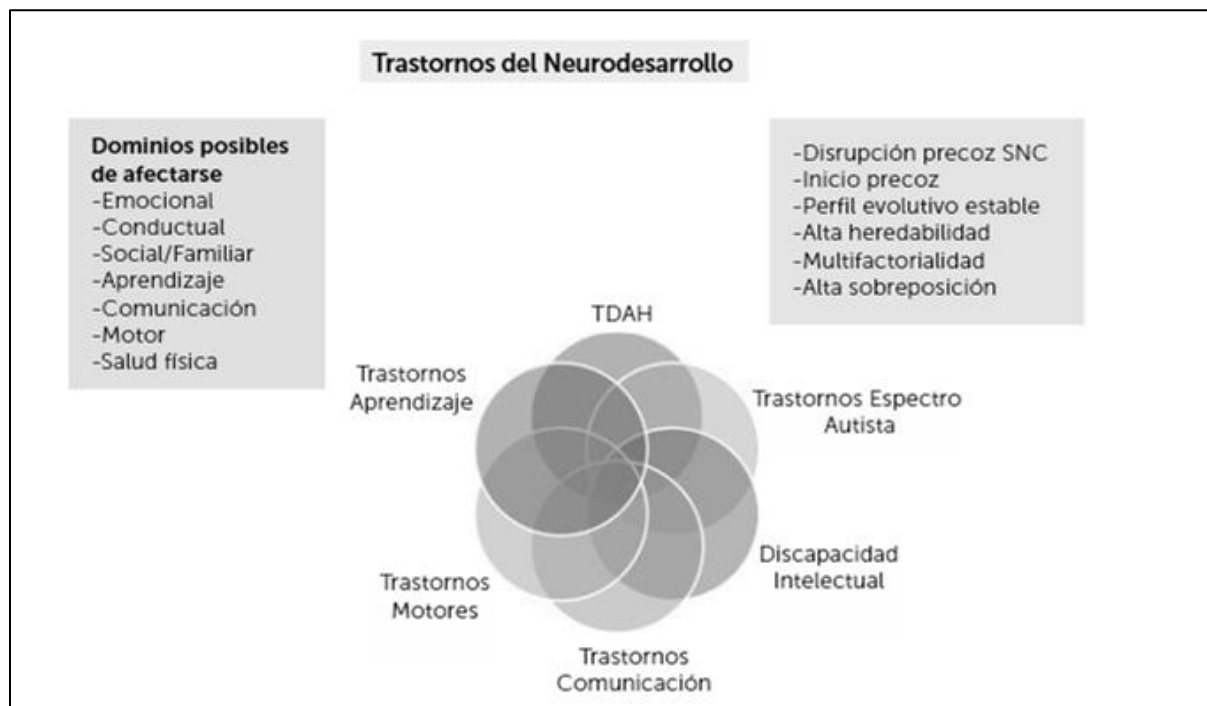 Trastornos del Neurodesarrollo
Dominios posibles
de afectarse
-Emocional
-Conductual
-Social/Familiar
-Aprendizaje
-Comunicación
-Motor
-Salud física
-Disrupción precoz SNC
-Inicio precoz
-Perfil evolutivo estable
-Alta heredabilidad
-Multifactorialidad
-Alta sobreposición
TDAH
Trastornos
Aprendizaje
Trastornos Espectro
Autista
Trastornos
Motores
Discapacidad
Intelectual
Trastornos
Comunicación